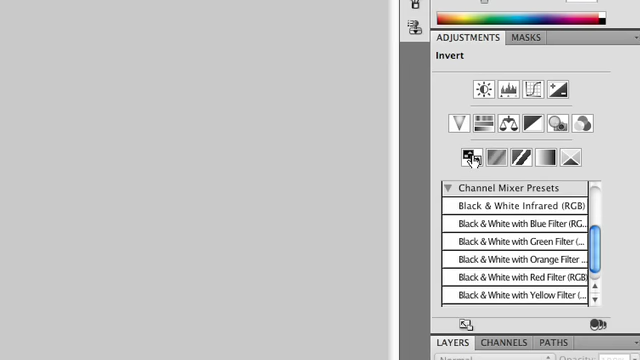 ADJUSTMENTS MASKS
Invert
Channel Mixer Presets
Black & White Infrared (RGB)
Black & White with Blue Filter (RG...
Black & White with Green Filter (...
Black & White with Orange Filter ...
Black & White with Red Filter (RGB)
Black & White with Yellow Filter (...
LAYERS CHANNELS PATHS
Normal Opacity: